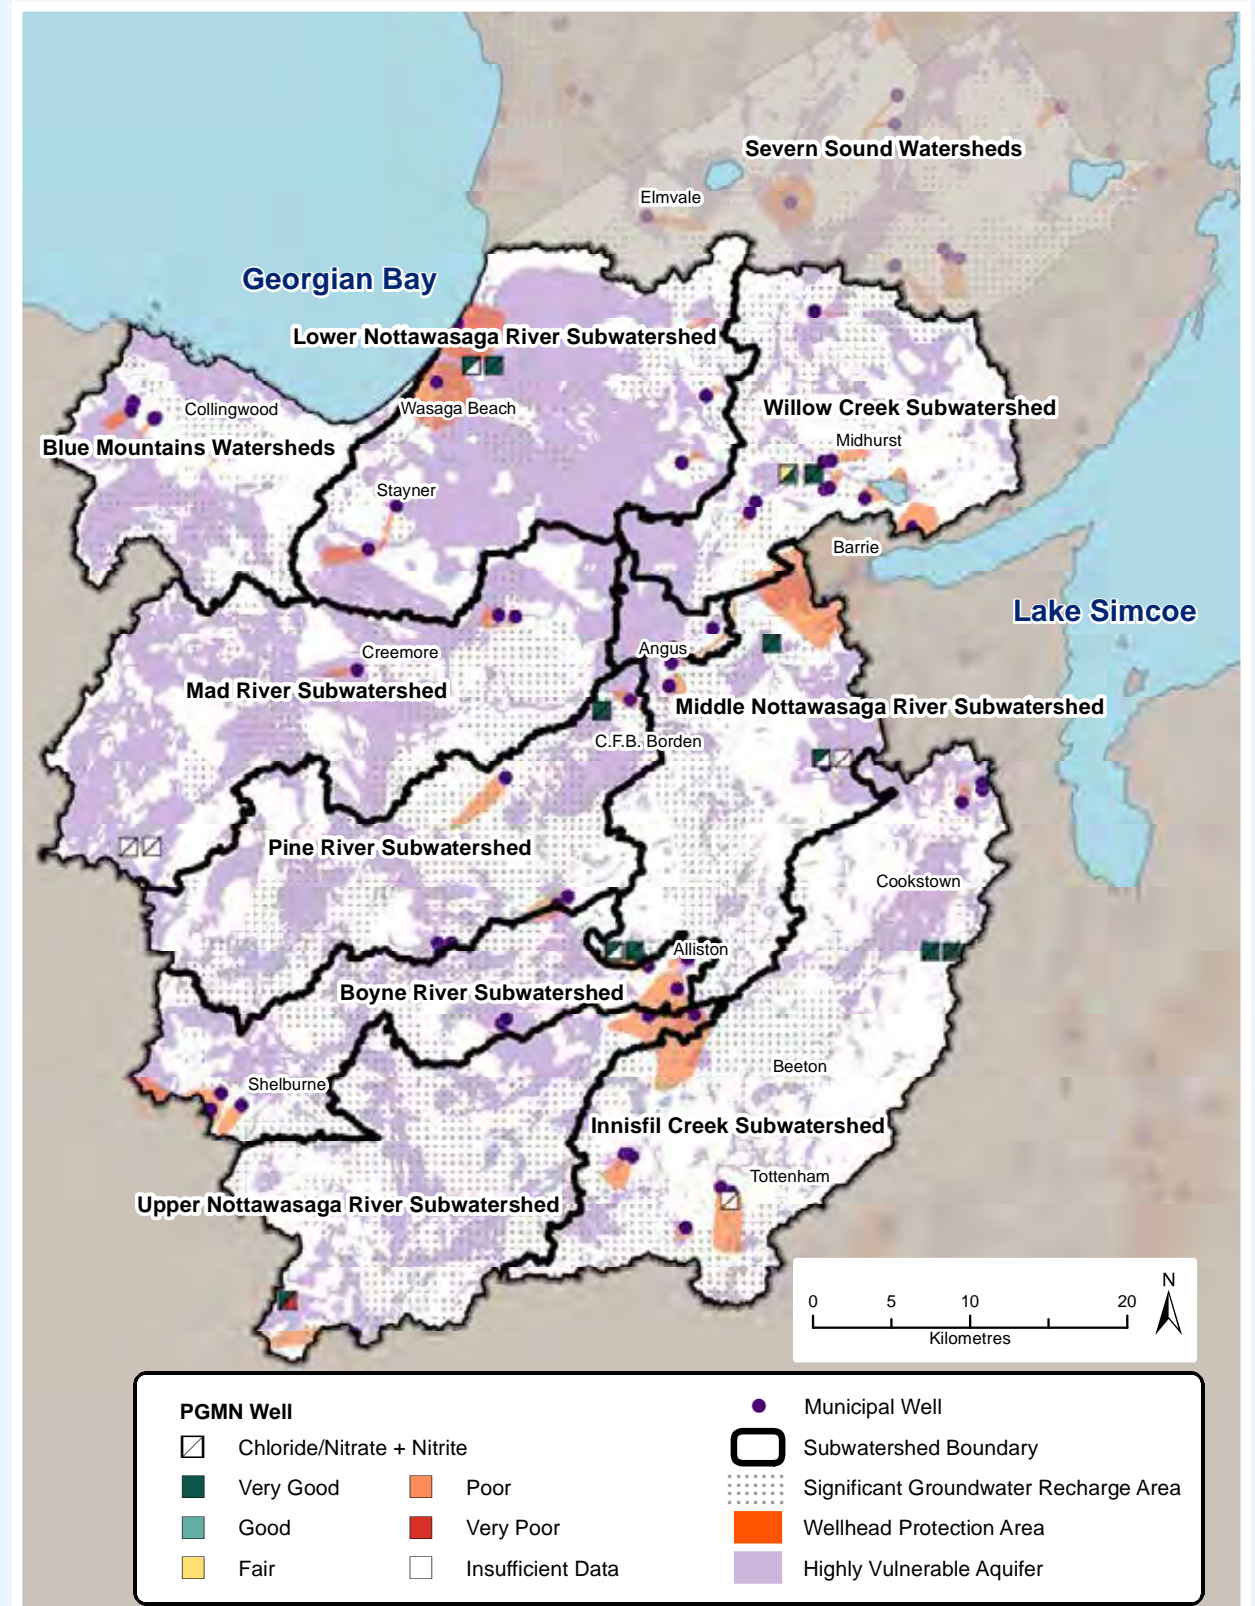 Severn Sound Watersheds
Elmvale
Georgian Bay
Lower Nottawasaga River Subwatershed
Collingwood
Wasaga Beach
Willow Creek Subwatershed
Blue Mountains Watersheds
Midhurst
Stayner
Barrie
Lake Simcoe
Creemore
Angus
Mad River Subwatershed
Middle Nottawasaga River Subwatershed
C.F.B. Borden
Pine River Subwatershed
Cookstown
Alliston
Boyne River Subwatershed
Beeton
Shelburne
Innisfil Creek Subwatershed
Tottenham
Upper Nottawasaga River Subwatershed
N
0 5 10 20
Kilometres
PGMN Well
Chloride/Nitrate + Nitrite
Very Good
Good
Fair
Poor
Very Poor
Insufficient Data
Municipal Well
Subwatershed Boundary
Significant Groundwater Recharge Area
Wellhead Protection Area
Highly Vulnerable Aquifer